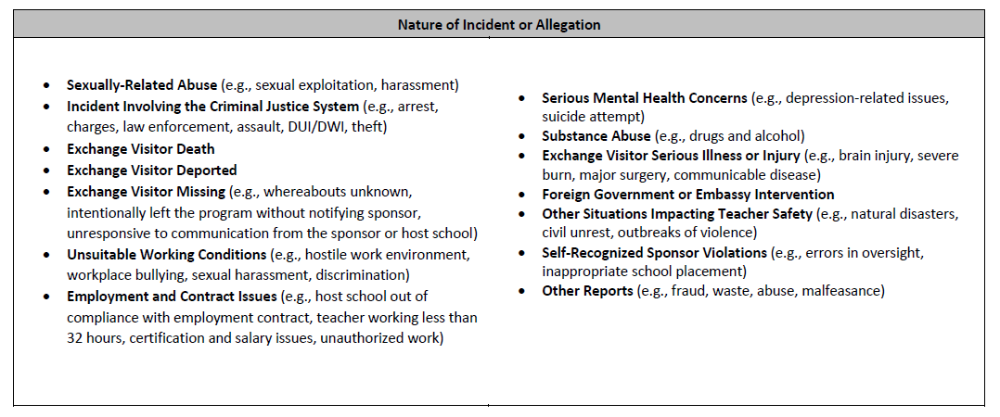 Nature of Incident or Allegation
• Sexually-Related Abuse (e.g., sexual exploitation, harassment)
• Incident Involving the Criminal Justice System (e.g., arrest,
charges, law enforcement, assault, DUI/DWI, theft)
• Exchange Visitor Death
• Exchange Visitor Deported
• Exchange Visitor Missing (e.g., whereabouts unknown,
intentionally left the program without notifying sponsor,
unresponsive to communication from the sponsor or host school)
• Unsuitable Working Conditions (e.g., hostile work environment,
workplace bullying, sexual harassment, discrimination)
• Employment and Contract Issues (e.g., host school out of
compliance with employment contract, teacher working less than
32 hours, certification and salary issues, unauthorized work)
• Serious Mental Health Concerns (e.g., depression-related issues,
suicide attempt)
• Substance Abuse (e.g., drugs and alcohol)
• Exchange Visitor Serious Illness or Injury (e.g., brain injury, severe
burn, major surgery, communicable disease)
• Foreign Government or Embassy Intervention
• Other Situations Impacting Teacher Safety (e.g., natural disasters,
civil unrest, outbreaks of violence)
• Self-Recognized Sponsor Violations (e.g., errors in oversight,
inappropriate school placement)
• Other Reports (e.g., fraud, waste, abuse, malfeasance)